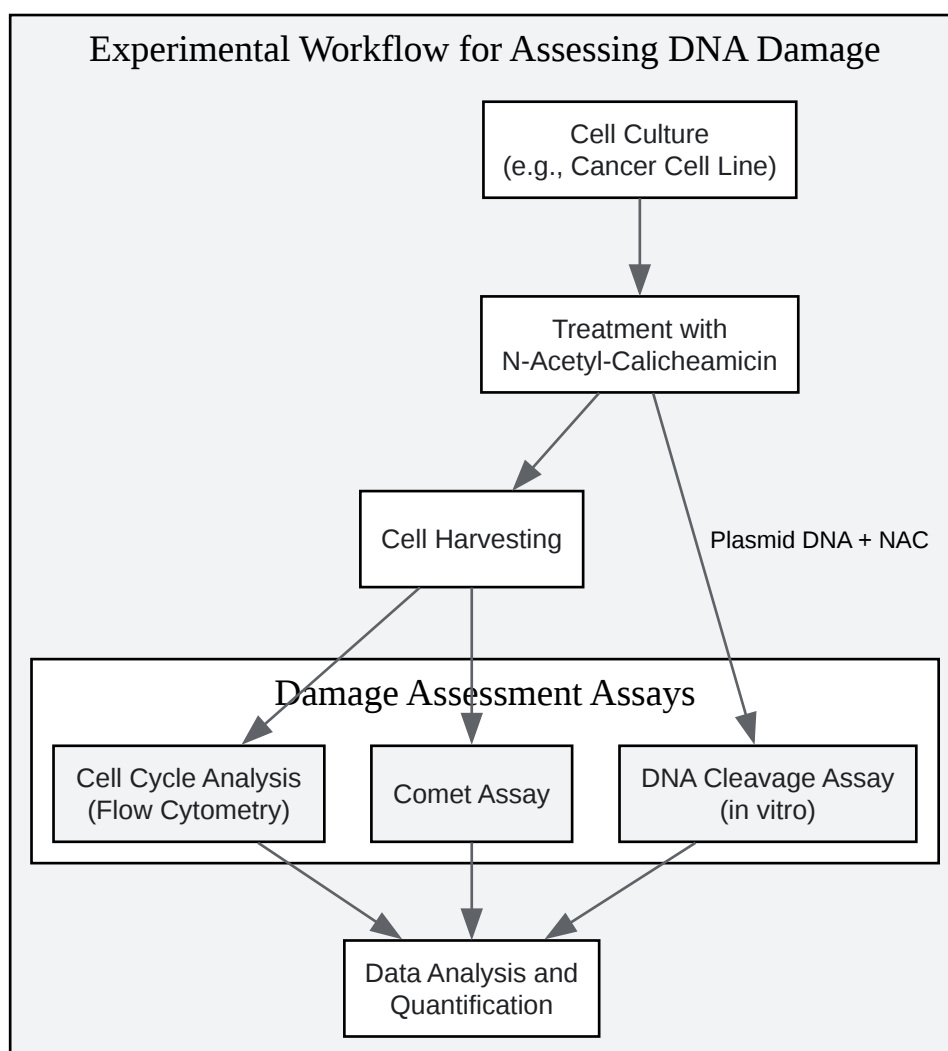 Experimental Workflow for Assessing DNA Damage
Cell Culture
(e.g., Cancer Cell Line)
Treatment with
N-Acetyl-Calicheamicin
Cell Harvesting
Plasmid DNA + NAC
Damage Assessment Assays
Cell Cycle Analysis
(Flow Cytometry)
Comet Assay
DNA Cleavage Assay
(in vitro)
Data Analysis and
Quantification